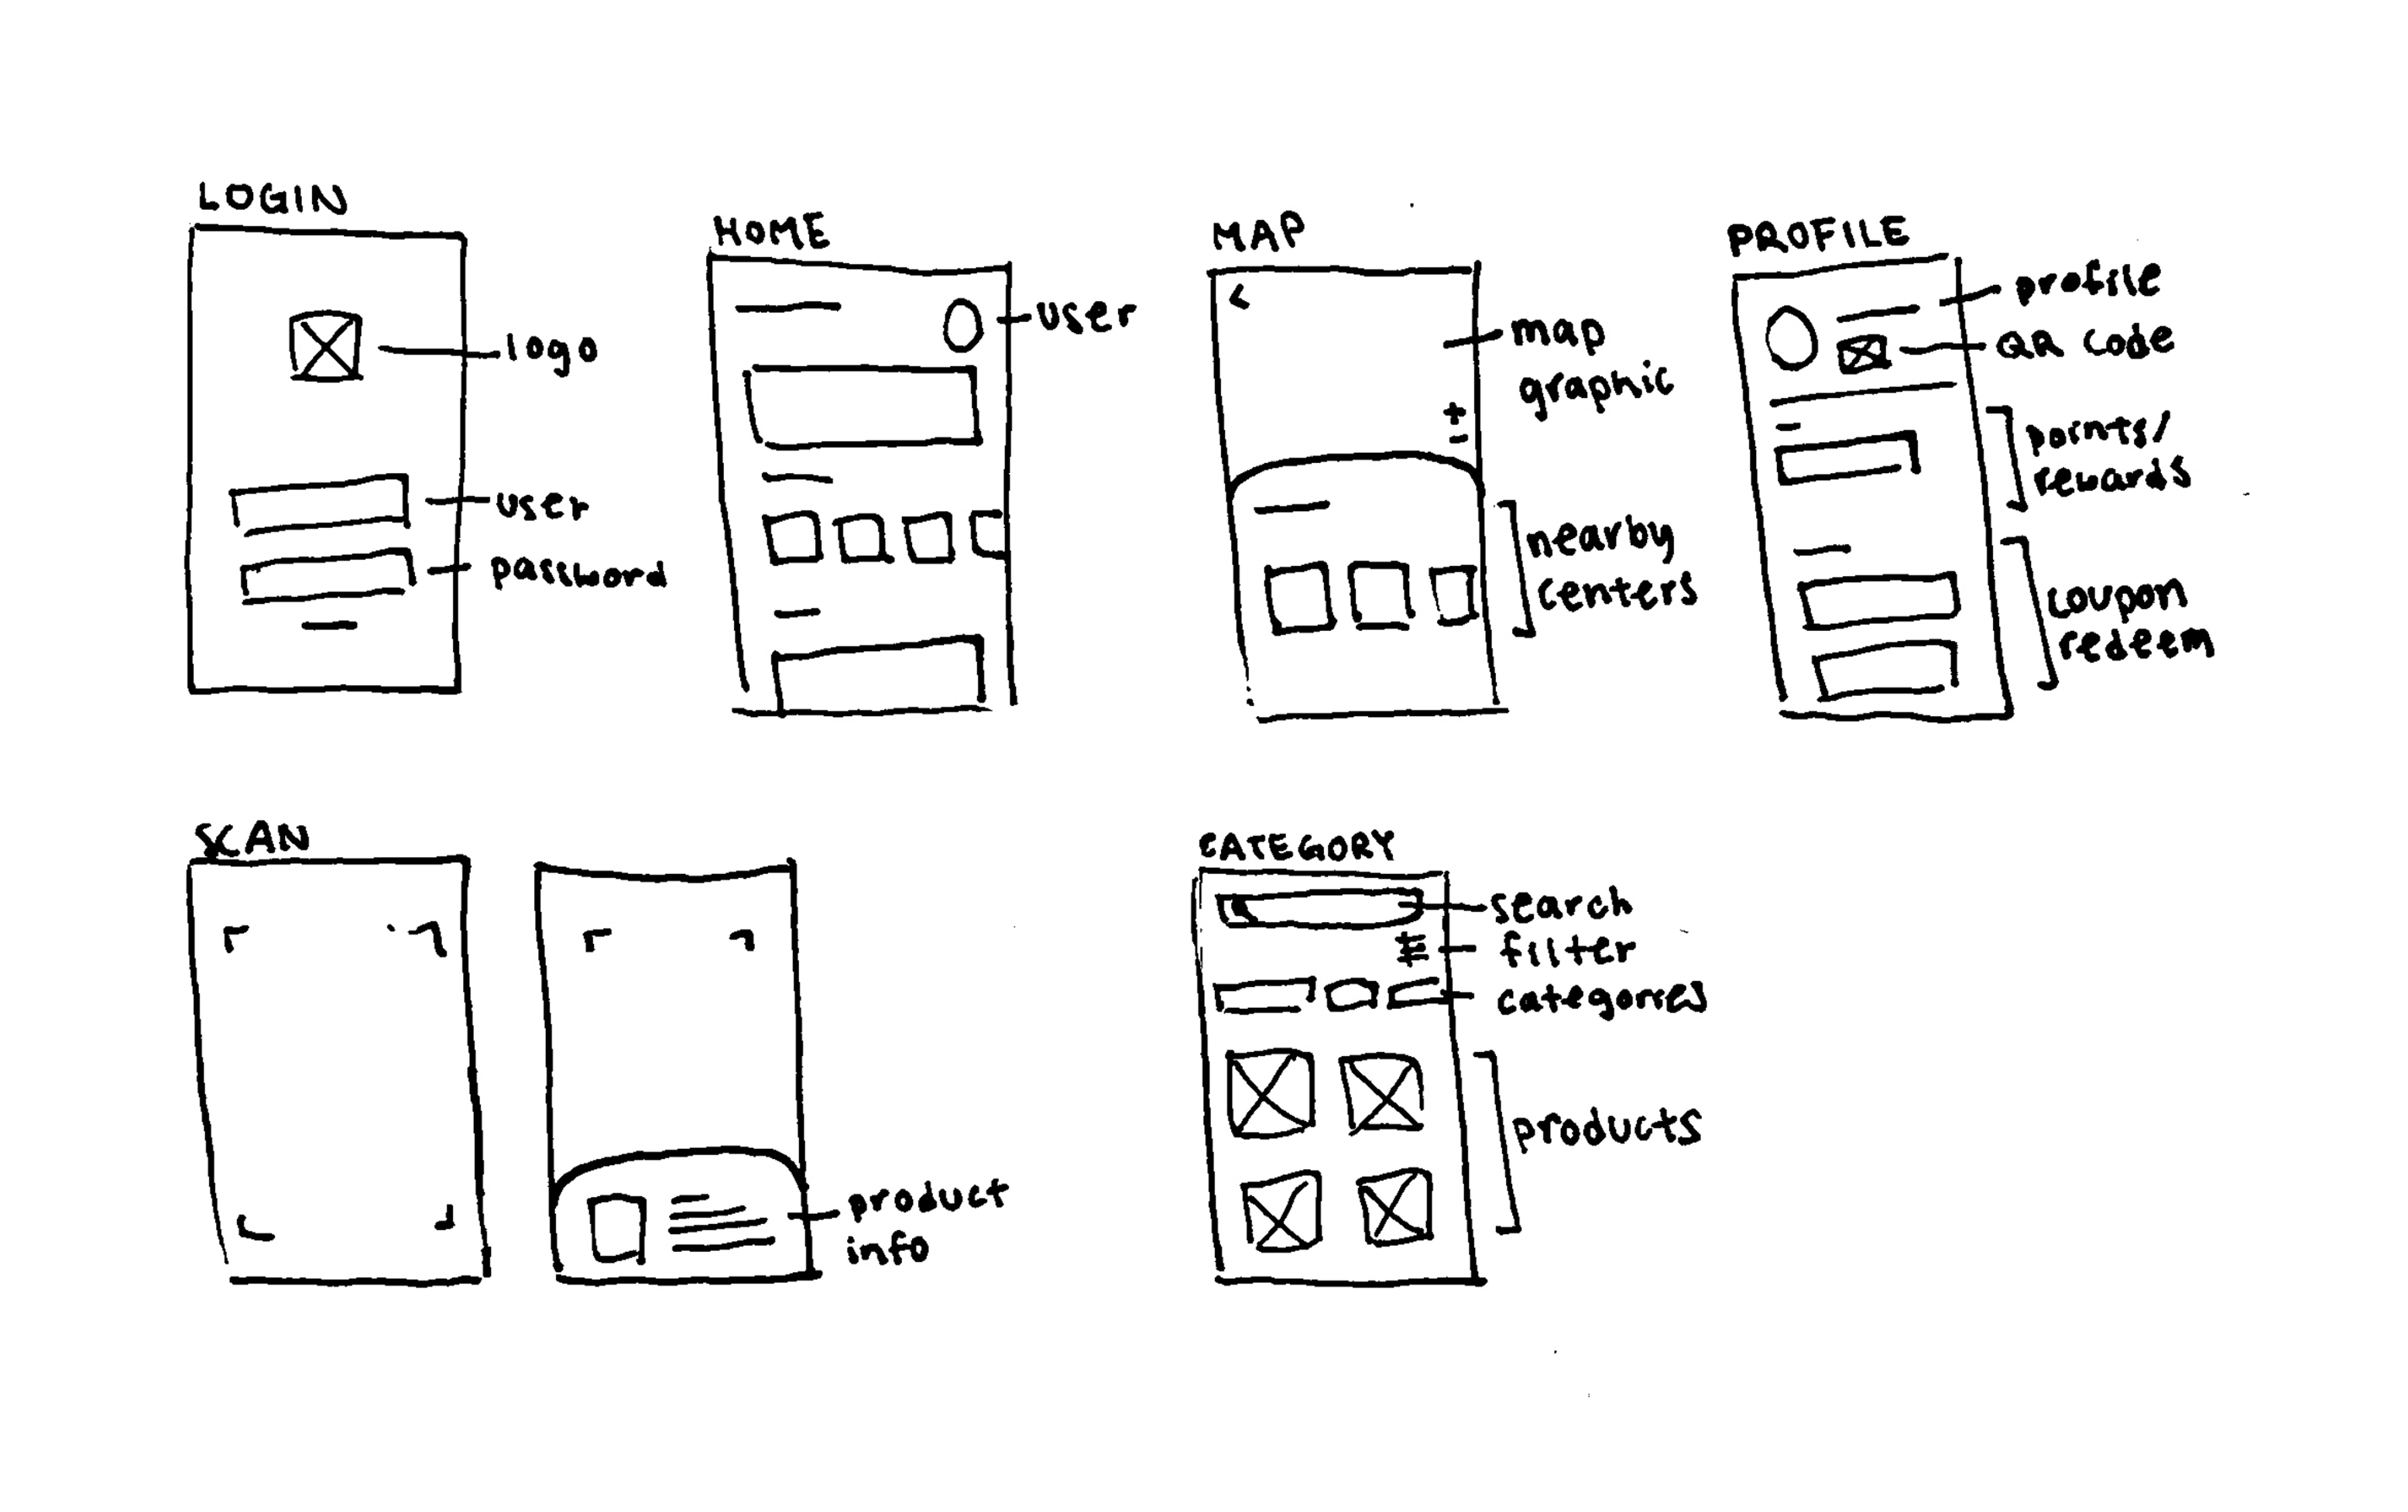 LOGIN
logo
user
password
HOME
user
MAP
map
graphic
nearby
centers
PROFILE
profile
QR code
points/
rewards
coupon
redeem
SCAN
product
info
CATEGORY
search
filter
categories
products